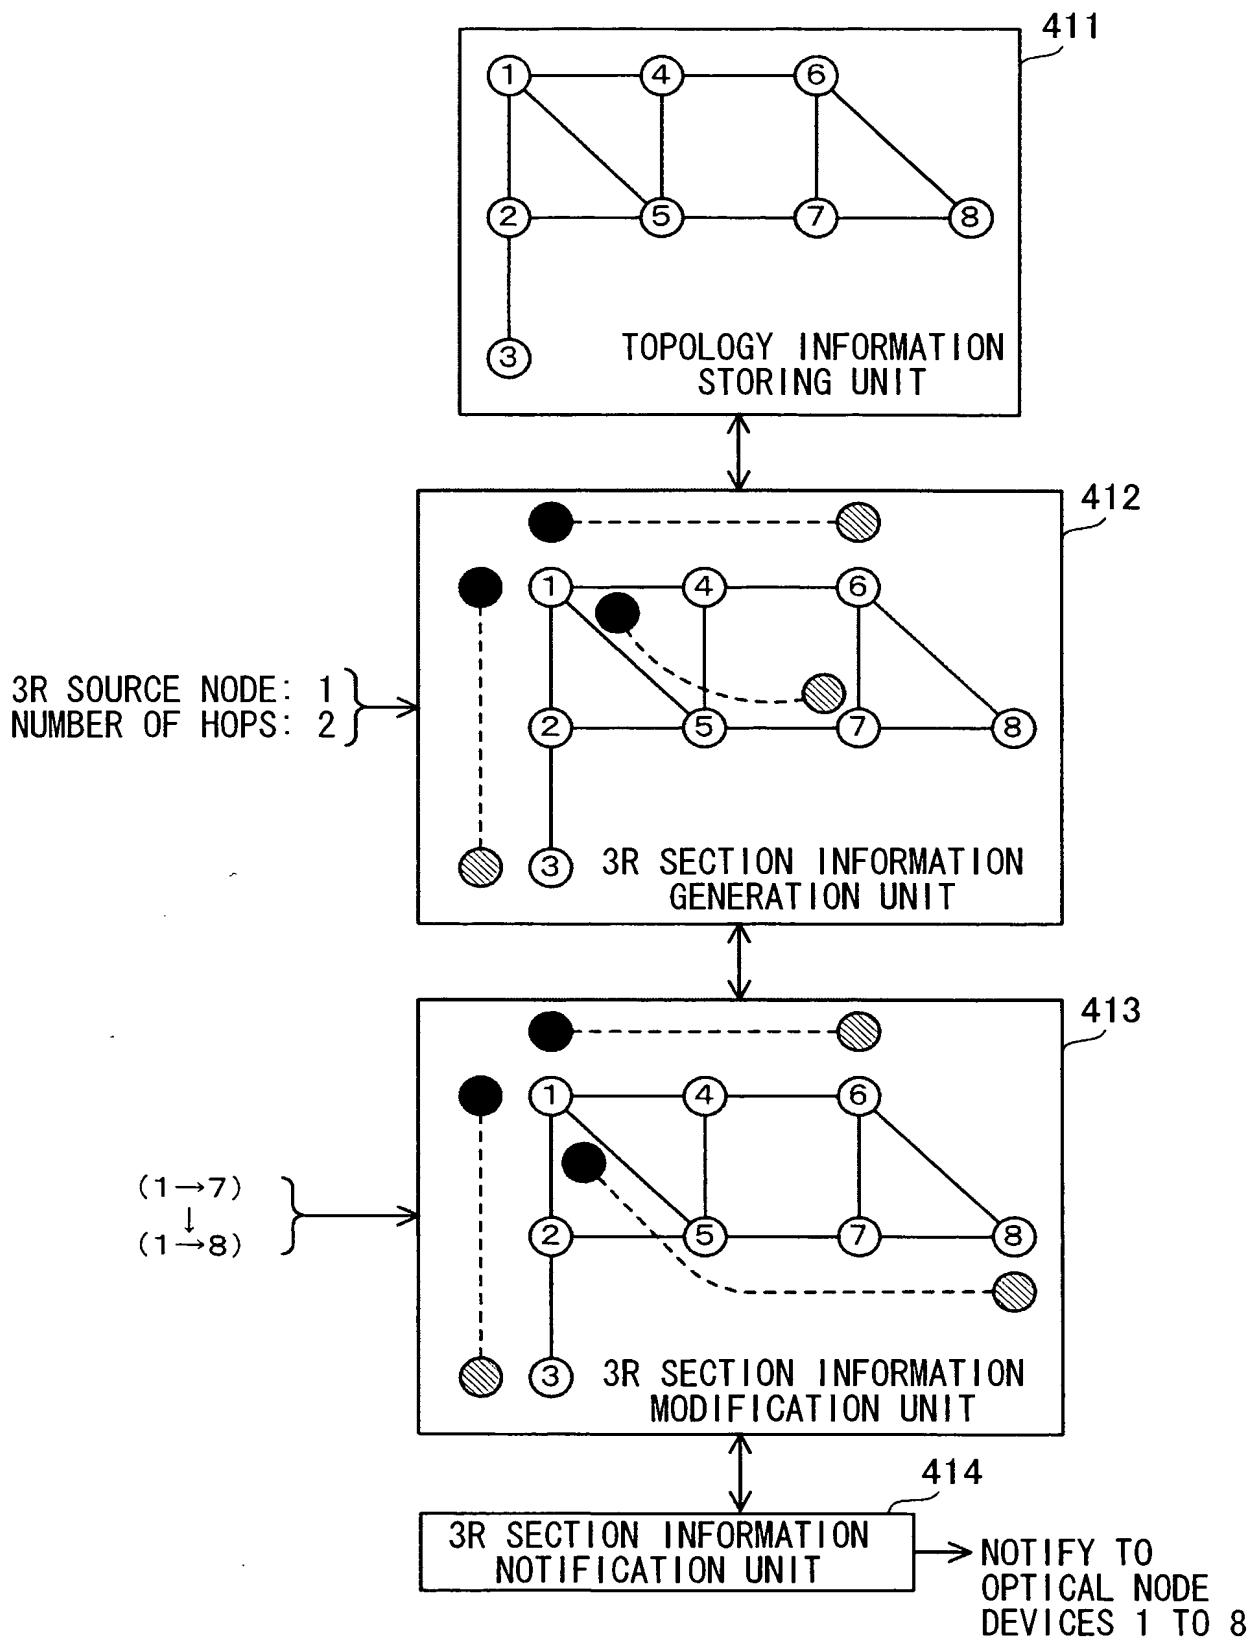 411
1 4 6
2 5 7 8
3
TOPOLOGY INFORMATION
STORING UNIT
412
1 4 6
3R SOURCE NODE: 1
NUMBER OF HOPS: 2
2 5 7 8
3
3R SECTION INFORMATION
GENERATION UNIT
413
1 4 6
(1→7)
↓
(1→8)
2 5 7 8
3
3R SECTION INFORMATION
MODIFICATION UNIT
414
3R SECTION INFORMATION
NOTIFICATION UNIT
NOTIFY TO
OPTICAL NODE
DEVICES 1 TO 8